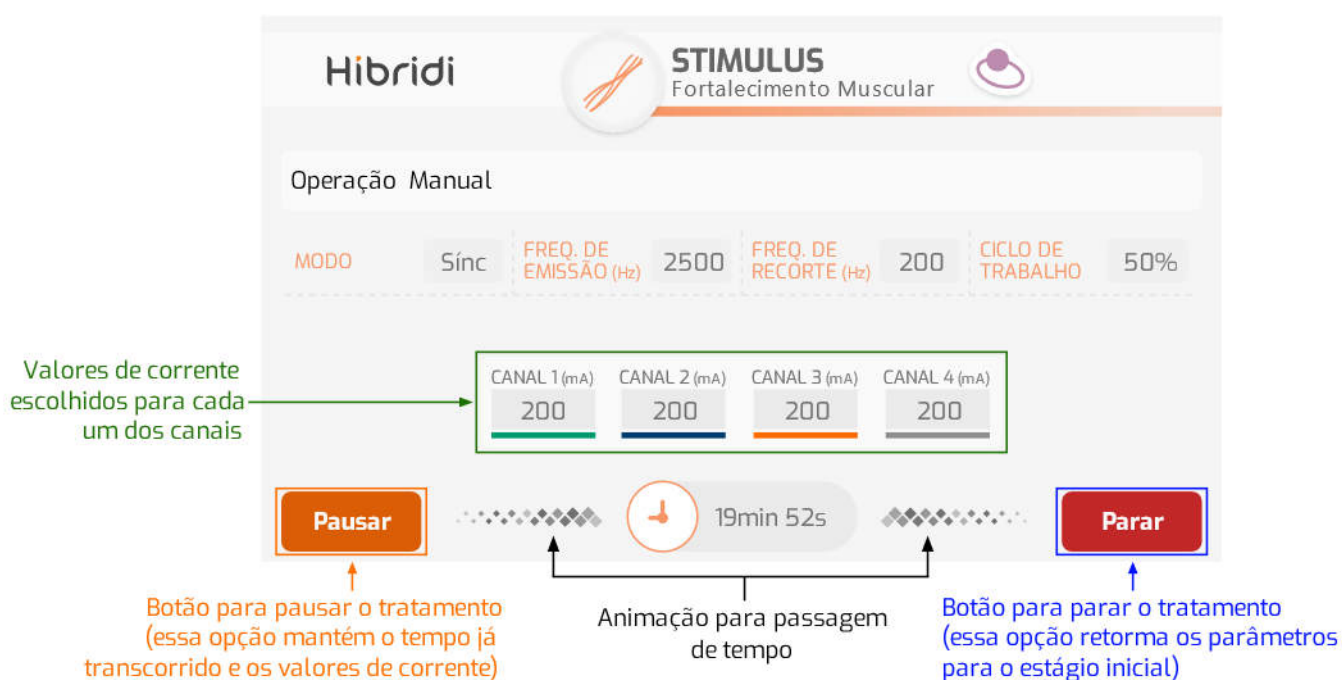 Hibridi
STIMULUS
Fortalecimento Muscular
Operação Manual
MODO
Sínc
FREQ. DE
EMISSÃO (Hz)
2500
FREQ. DE
RECORTE (Hz)
200
CICLO DE
TRABALHO
50%
Valores de corrente
escolhidos para cada
um dos canais
CANAL 1 (mA)
CANAL 2 (mA)
CANAL 3 (mA)
CANAL 4 (mA)
200
200
200
200
Pausar
19min 52s
Parar
Botão para pausar o tratamento
(essa opção mantém o tempo já
transcorrido e os valores de corrente)
Animação para passagem
de tempo
Botão para parar o tratamento
(essa opção retorma os parâmetros
para o estágio inicial)